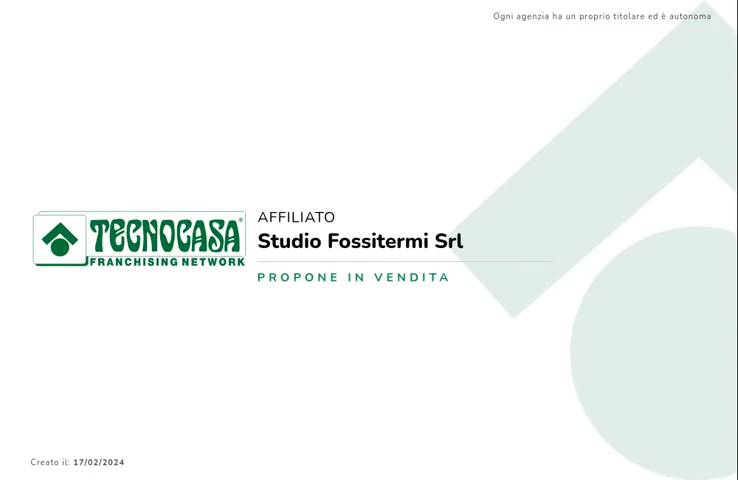 Ogni agenzia ha un proprio titolare ed è autonoma
TECNOCASA®
FRANCHISING NETWORK
AFFILIATO
Studio Fossitermi Srl
PROPONE IN VENDITA
Creato il: 17/02/2024